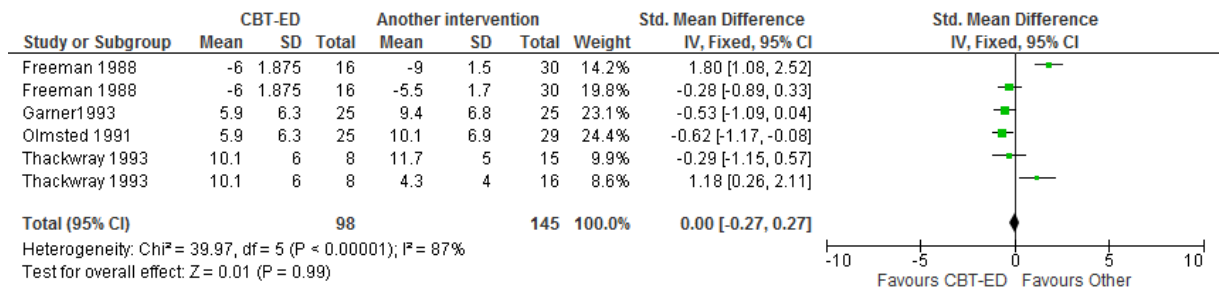 CBT-ED Another intervention Std. Mean Difference Std. Mean Difference
Study or Subgroup Mean SD Total Mean SD Total Weight IV, Fixed, 95% CI IV, Fixed, 95% CI
Freeman 1988 -6 1.875 16 -9 1.5 30 14.2% 1.80 [1.08, 2.52]
Freeman 1988 -6 1.875 16 -5.5 1.7 30 19.8% -0.28 [-0.89, 0.33]
Garner1993 5.9 6.3 25 9.4 6.8 25 23.1% -0.53 [-1.09, 0.04]
Olmsted 1991 5.9 6.3 25 10.1 6.9 29 24.4% -0.62 [-1.17, -0.08]
Thackwray 1993 10.1 6 8 11.7 5 15 9.9% -0.29 [-1.15, 0.57]
Thackwray 1993 10.1 6 8 4.3 4 16 8.6% 1.18 [0.26, 2.11]
Total (95% CI) 98 145 100.0% 0.00 [-0.27, 0.27]
Heterogeneity: Chi² = 39.97, df = 5 (P < 0.00001); I² = 87%
Test for overall effect: Z = 0.01 (P = 0.99)
-10 -5 0 5 10
Favours CBT-ED Favours Other